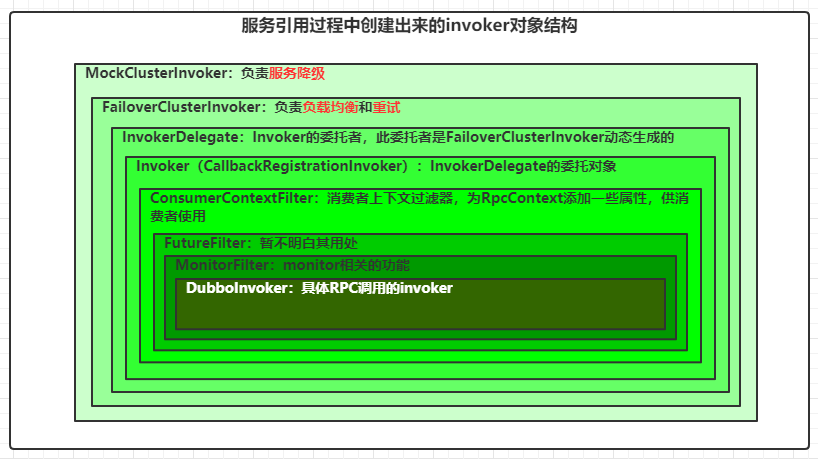 服务引用过程中创建出来的invoker对象结构
MockClusterInvoker：负责服务降级
FailoverClusterInvoker：负责负载均衡和重试
InvokerDelegate：Invoker的委托者，此委托者是FailoverClusterInvoker动态生成的
Invoker（CallbackRegistrationInvoker）：InvokerDelegate的委托对象
ConsumerContextFilter：消费者上下文过滤器，为RpcContext添加一些属性，供消
费者使用
FutureFilter：暂不明白其用处
MonitorFilter：monitor相关的功能
DubboInvoker：具体RPC调用的invoker